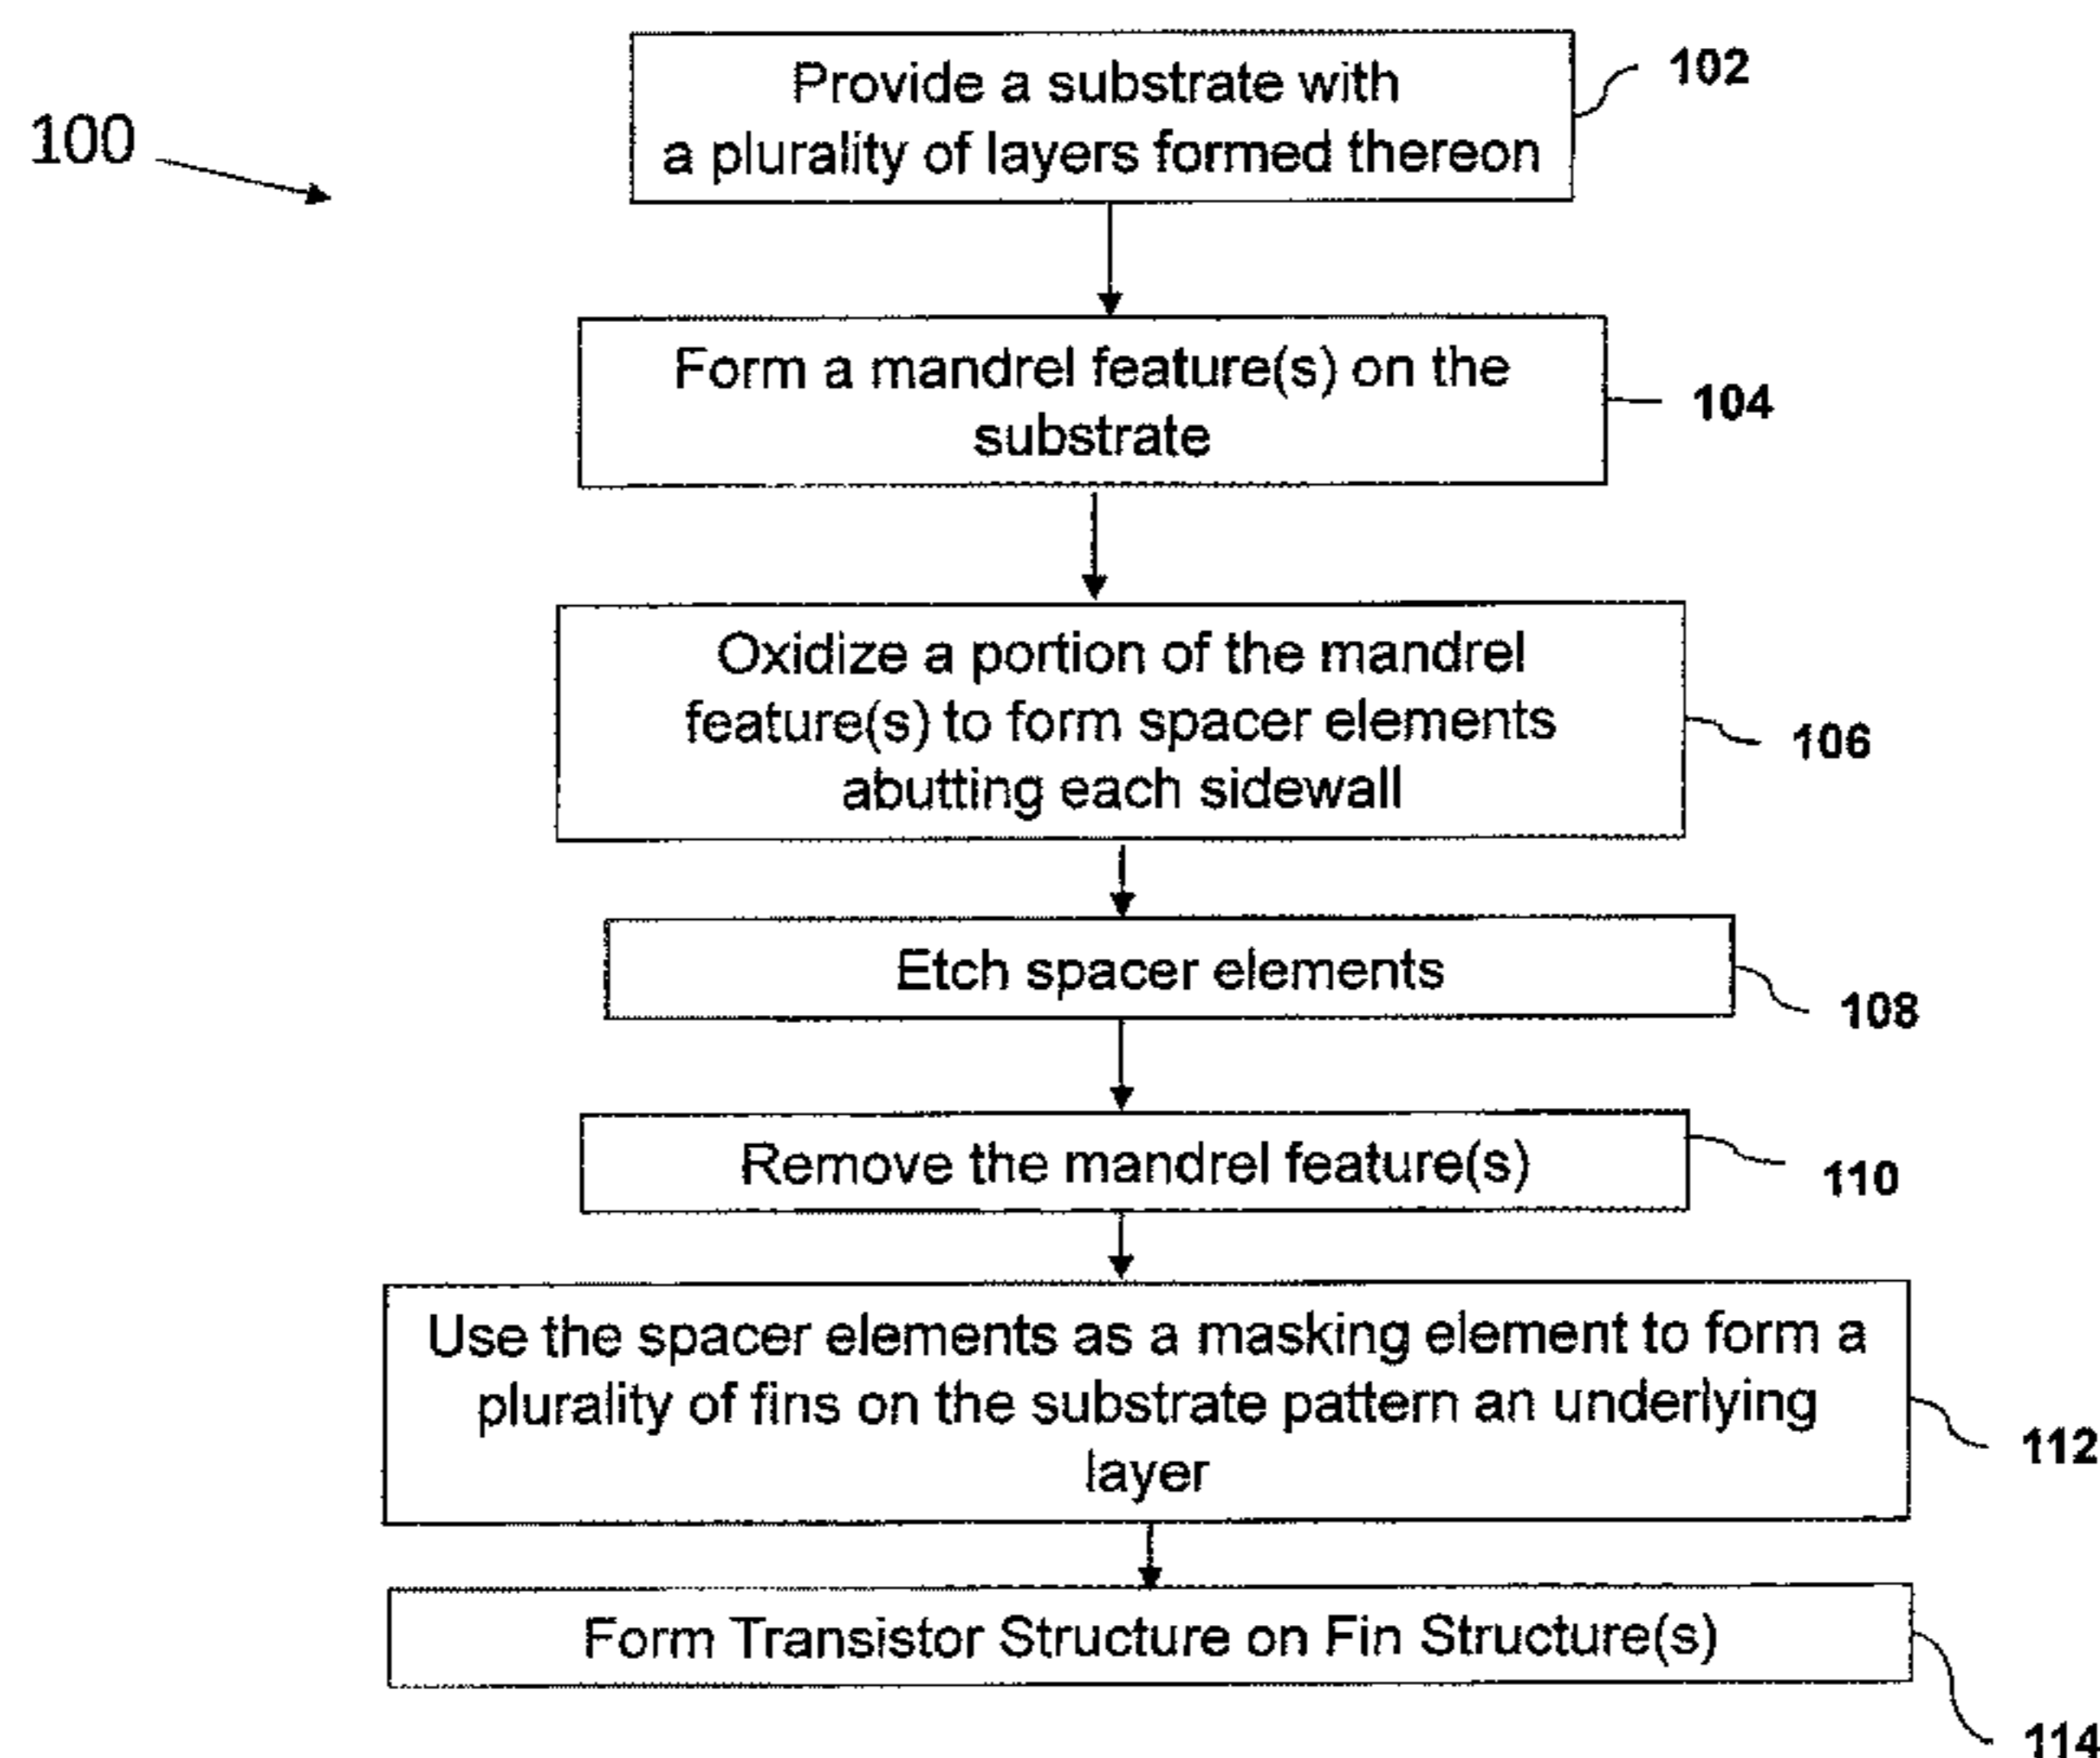 100
Provide a substrate with
a plurality of layers formed thereon
102
Form a mandrel feature(s) on the
substrate
104
Oxidize a portion of the mandrel
feature(s) to form spacer elements
abutting each sidewall
106
Etch spacer elements
108
Remove the mandrel feature(s)
110
Use the spacer elements as a masking element to form a
plurality of fins on the substrate pattern an underlying
layer
112
Form Transistor Structure on Fin Structure(s)
114